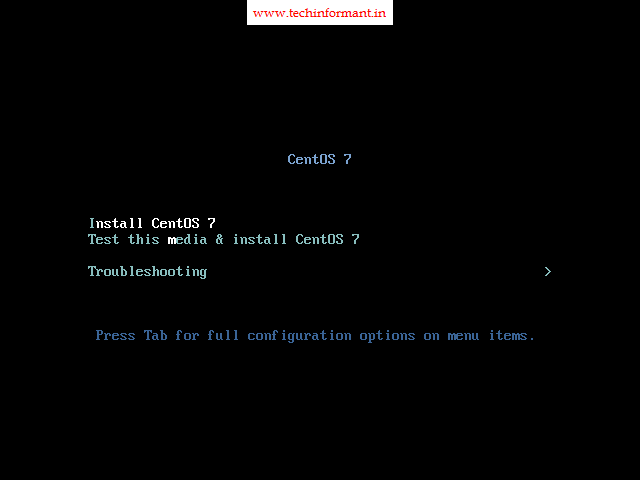 www.techinformant.in
CentOS 7
Install CentOS 7
Test this media & install CentOS 7
Troubleshooting >
Press Tab for full configuration options on menu items.